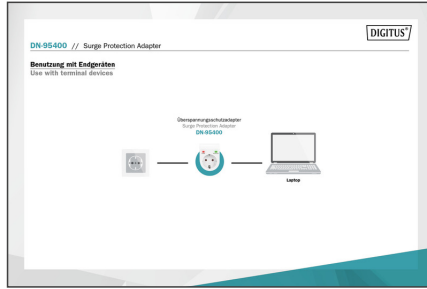 DIGITUS®
DN-95400 // Surge Protection Adapter
Benutzung mit Endgeräten
Use with terminal devices
Überspannungsschutzadapter
Surge Protection Adapter
DN-95400
Laptop